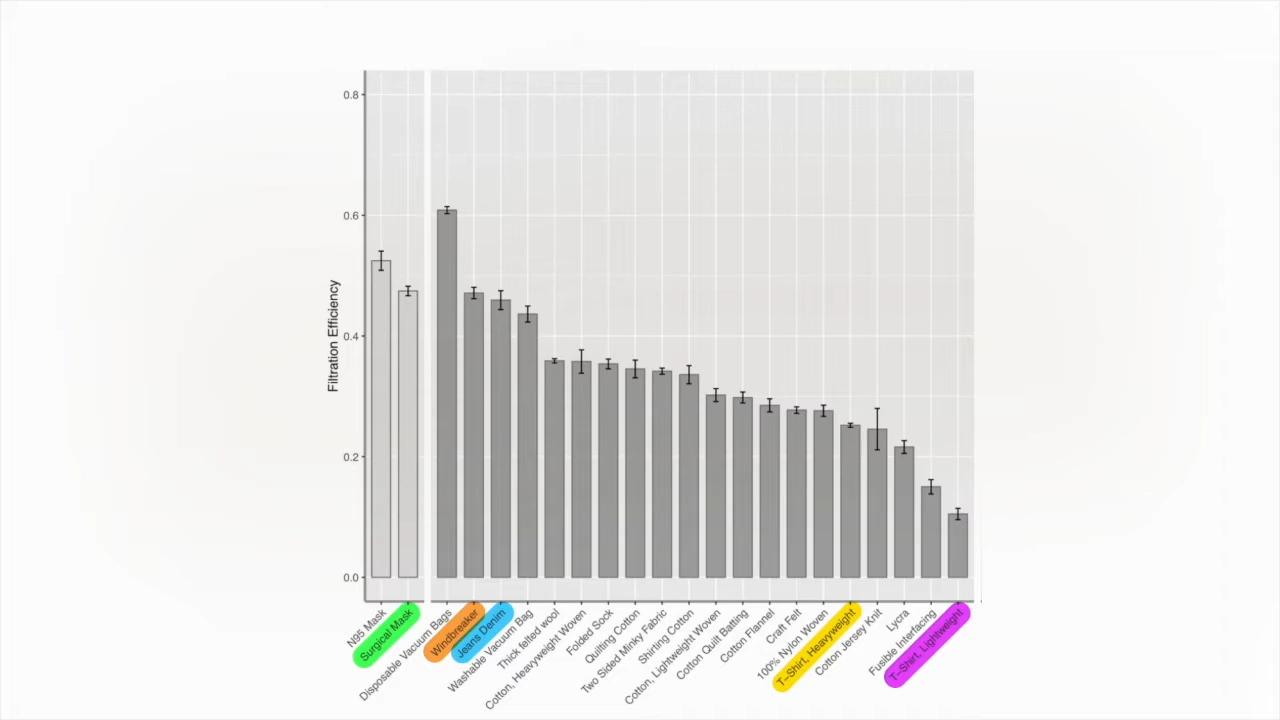 0.8
0.6
0.4
0.2
0.0
Filtration Efficiency
N95 Mask
Surgical Mask
Disposable Vacuum Bags
Windbreaker
Jeans Denim
Washable Vacuum Bag
Thick felted wool
Cotton, Heavyweight Woven
Folded Sock
Quilting Cotton
Two Sided Minky Fabric
Shirting Cotton
Cotton, Lightweight Woven
Cotton Quilt Batting
Cotton Flannel
Craft Felt
100% Nylon Woven
T-Shirt, Heavyweight
Cotton Jersey Knit
Lycra
Fusible Interfacing
T-Shirt, Lightweight